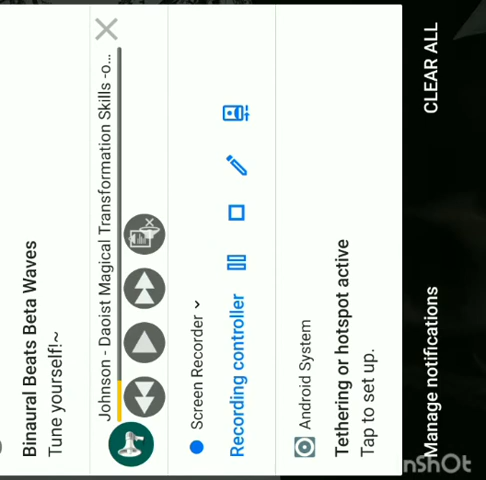 Binaural Beats Beta Waves
Tune yourself!~
Johnson - Daoist Magical Transformation Skills -o...
Screen Recorder
Recording controller
Android System
Tethering or hotspot active
Tap to set up.
Manage notifications
CLEAR ALL
nShOt